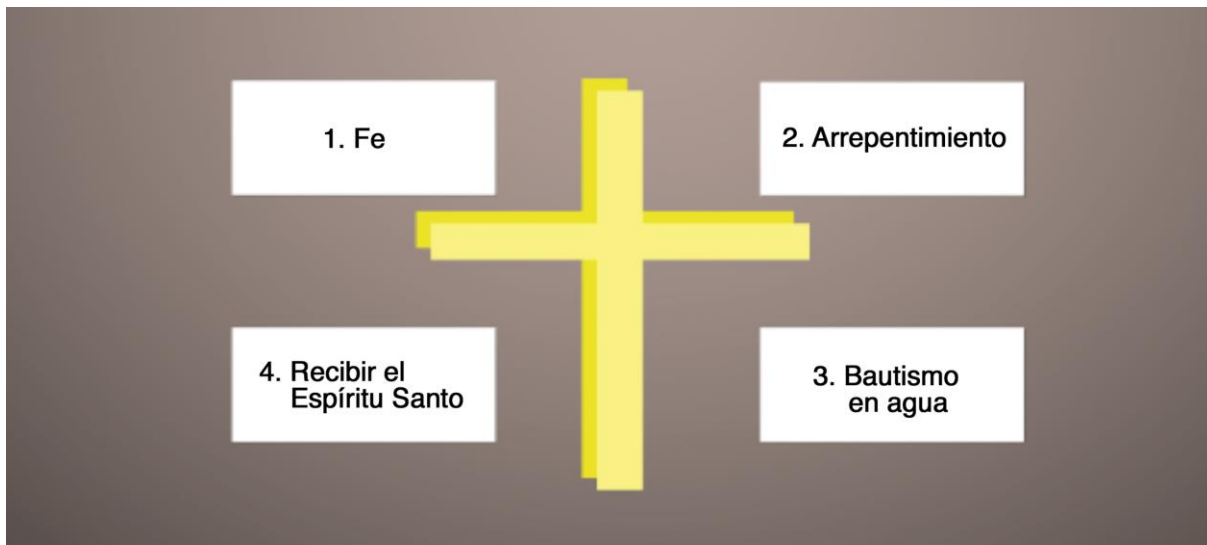 1. Fe
2. Arrepentimiento
3. Bautismo
en agua
4. Recibir el
Espíritu Santo